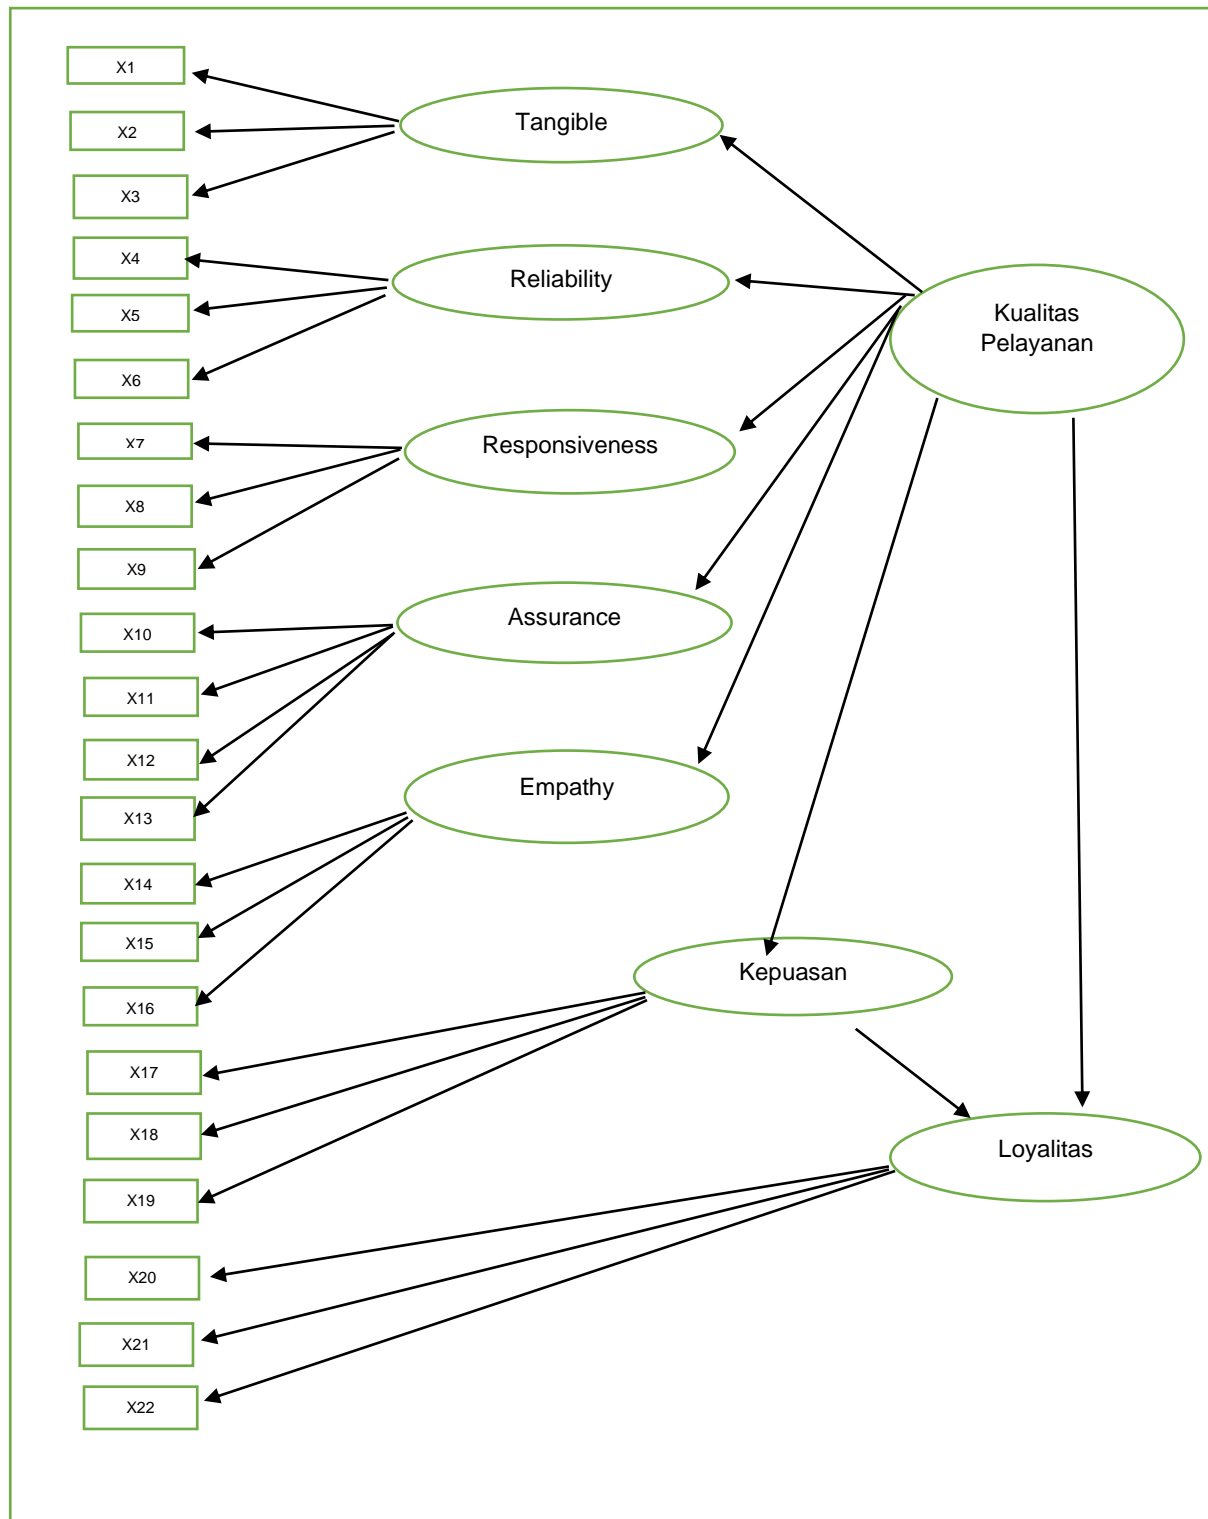 X1
X2
X3
X4
X5
X6
X7
X8
X9
X10
X11
X12
X13
X14
X15
X16
X17
X18
X19
X20
X21
X22
Tangible
Reliability
Responsiveness
Assurance
Empathy
Kepuasan
Kualitas
Pelayanan
Loyalitas